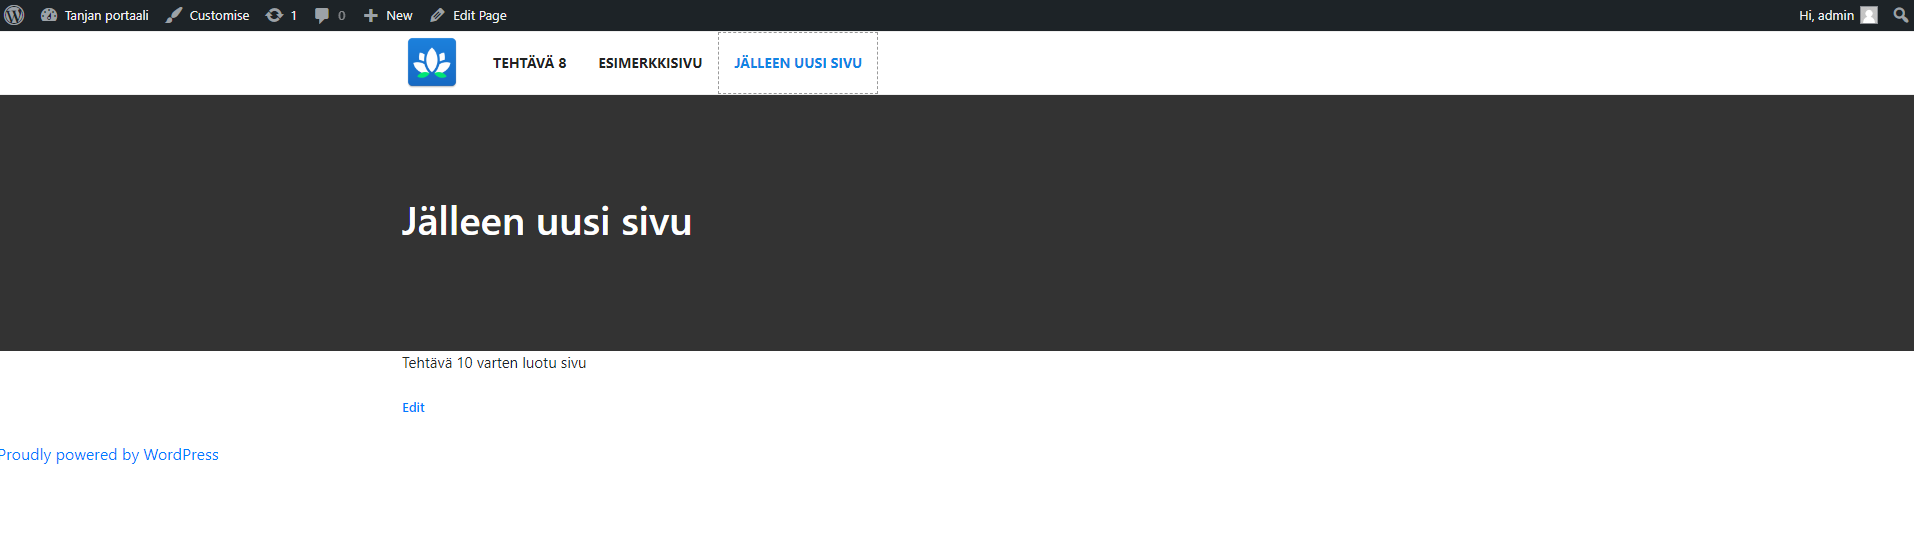 Tanjan portaali Customise 1 0 New Edit Page Hi, admin
TEHTÄVÄ 8 ESIMERKKISIVU JÄLLEEN UUSI SIVU
Jälleen uusi sivu
Tehtävä 10 varten luotu sivu
Edit
Proudly powered by WordPress